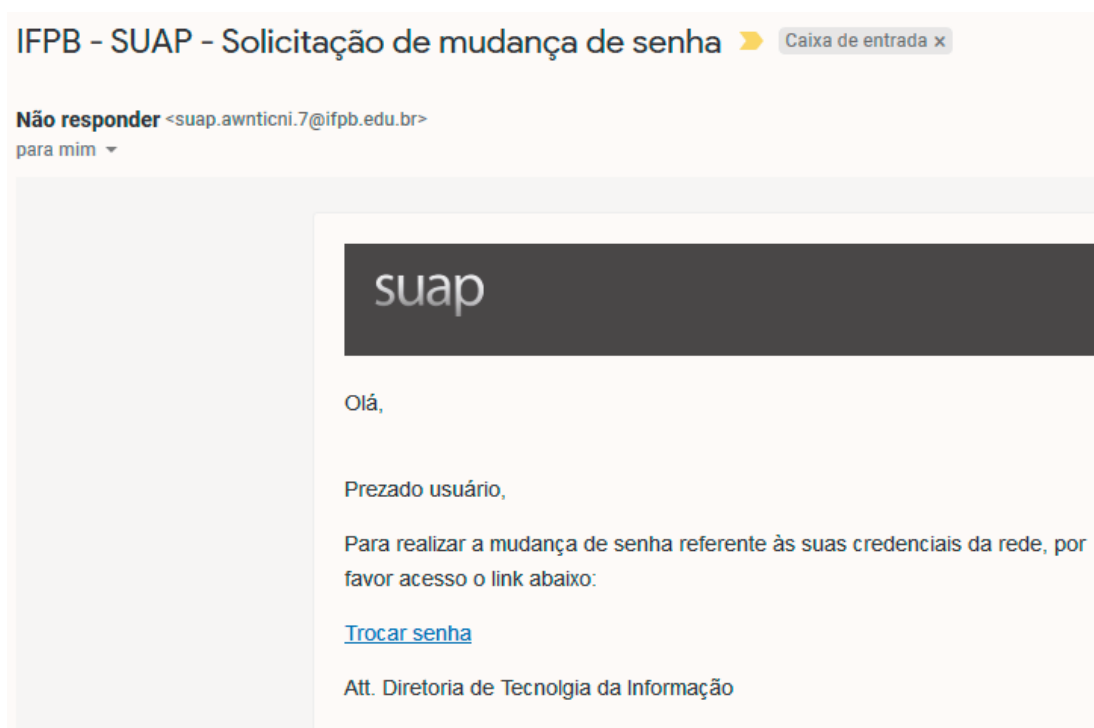 IFPB - SUAP - Solicitação de mudança de senha Caixa de entrada x
Não responder <suap.awnticni.7@ifpb.edu.br>
para mim
suap
Olá,
Prezado usuário,
Para realizar a mudança de senha referente às suas credenciais da rede, por
favor acesso o link abaixo:
Trocar senha
Att. Diretoria de Tecnolgia da Informação